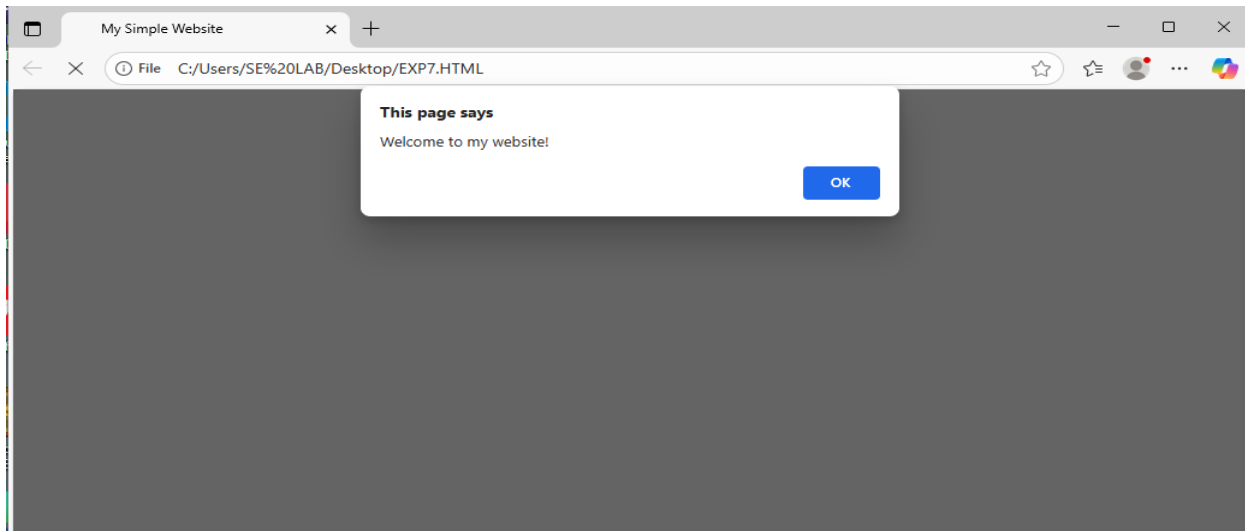 My Simple Website
File C:/Users/SE%20LAB/Desktop/EXP7.HTML
This page says
Welcome to my website!
OK